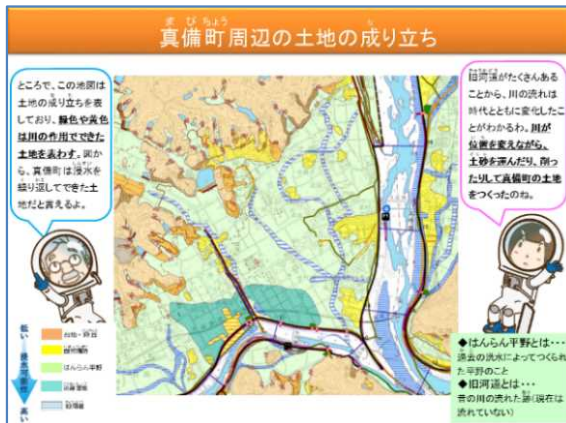 まびちょう
な
真備町周辺の土地の成り立ち
ところで、この地図は
土地の成り立ちを表
しており、緑色や黄色
は川の作用でできた
土地を表わす。図か
ら、真備町は浸水を
繰り返してできた土
地だと言えるよ。
旧河道がたくさんある
ことから、川の流れは
時代とともに変化したこ
とがわかるわ。川が
位置を変えながら、
土砂を運んだり、削っ
たりして真備町の土地
をつくったのね。
低い
浸水可能性
高い
はんらん平野
旧河道
◆はんらん平野とは・・・
過去の洪水によってつくられ
た平野のこと
◆旧河道とは・・・
昔の川の流れた跡(現在は
流れていない)